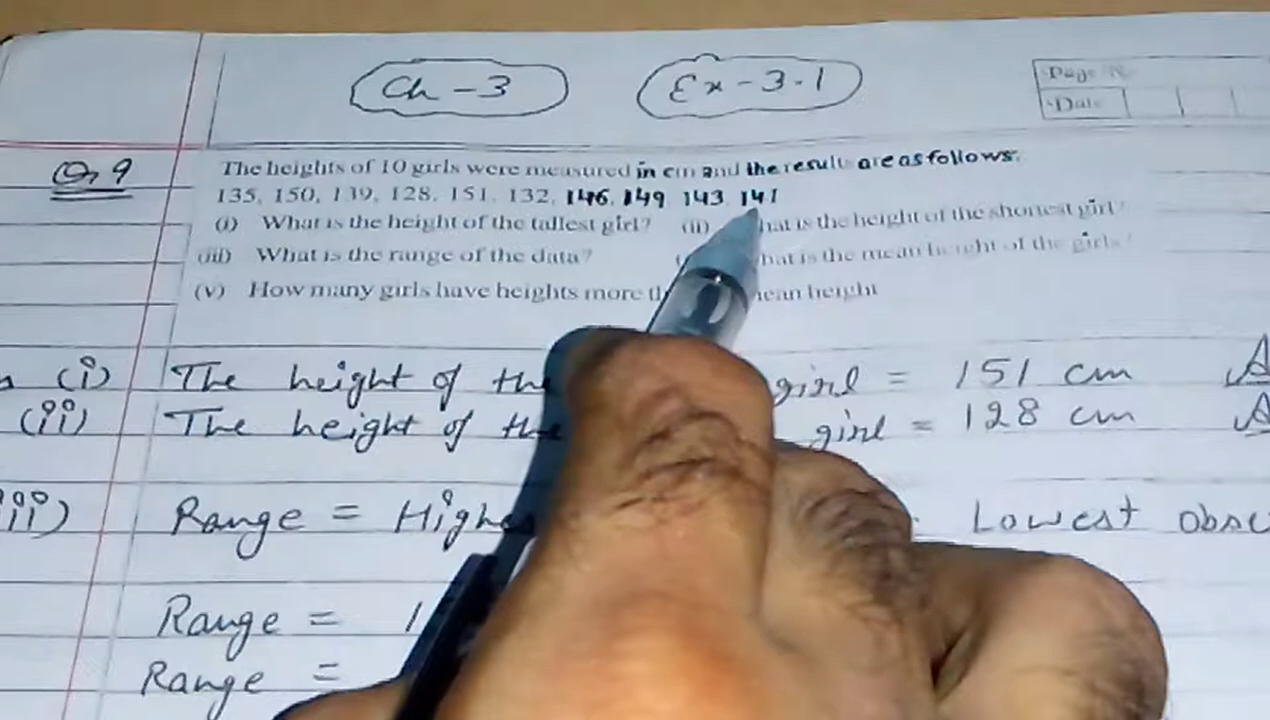 Ch - 3
Ex - 3.1
Page
Date
Q.9
The heights of 10 girls were measured in cm and the result are as follows:
135, 150, 139, 128, 151, 132, 146, 149 143 141
(i) What is the height of the tallest girl? (ii) hat is the height of the shortest girl?
(iii) What is the range of the data? hat is the mean height of the girls?
(v) How many girls have heights more th mean height
(i) The height of the girl = 151 cm
(ii) The height of the girl = 128 cm
Range = Highe Lowest obse
Range = 1
Range =